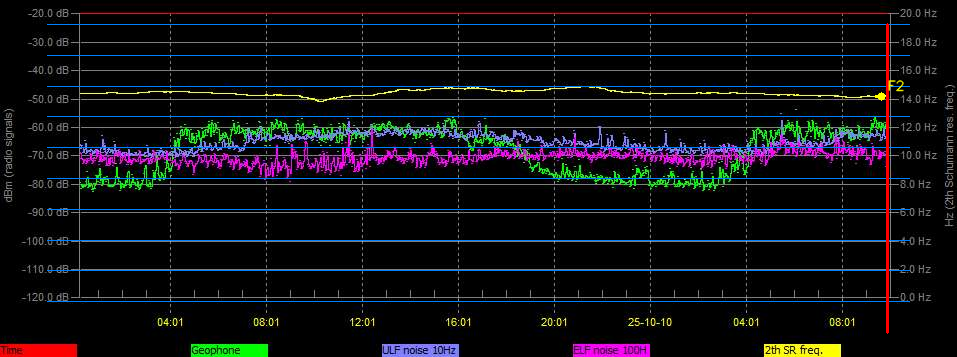 -20.0 dB 20.0 Hz
-30.0 dB 18.0 Hz
-40.0 dB 16.0 Hz
F2
-50.0 dB 14.0 Hz
-60.0 dB 12.0 Hz
-70.0 dB 10.0 Hz
-80.0 dB 8.0 Hz
-90.0 dB 6.0 Hz
-100.0 dB 4.0 Hz
-110.0 dB 2.0 Hz
-120.0 dB 0.0 Hz
dBm (radio signals)
Hz (2th Schumann res. freq.)
04:01 08:01 12:01 16:01 20:01 25-10-10 04:01 08:01
Time Geophone ULF noise 10Hz ELF noise 100H 2th SR freq.